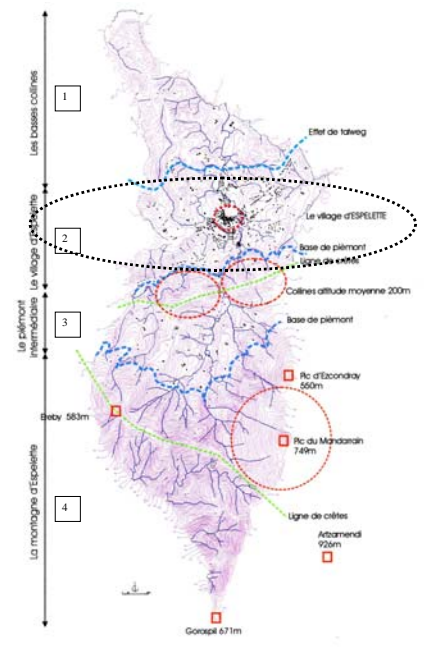 Les basses collines
1
Effet de talweg
Le village d'Espelette
2
Le village d'ESPELETTE
Base de piémont
Ligne de crêtes
Collines altitude moyenne 200m
Le piémont
intermédiaire
3
Base de piémont
Pic d'Ezcondray
550m
Ereby 583m
Pic du Mandarrain
749m
La montagne d'Espelette
4
Ligne de crêtes
Artzamendi
926m
Gorospil 671m